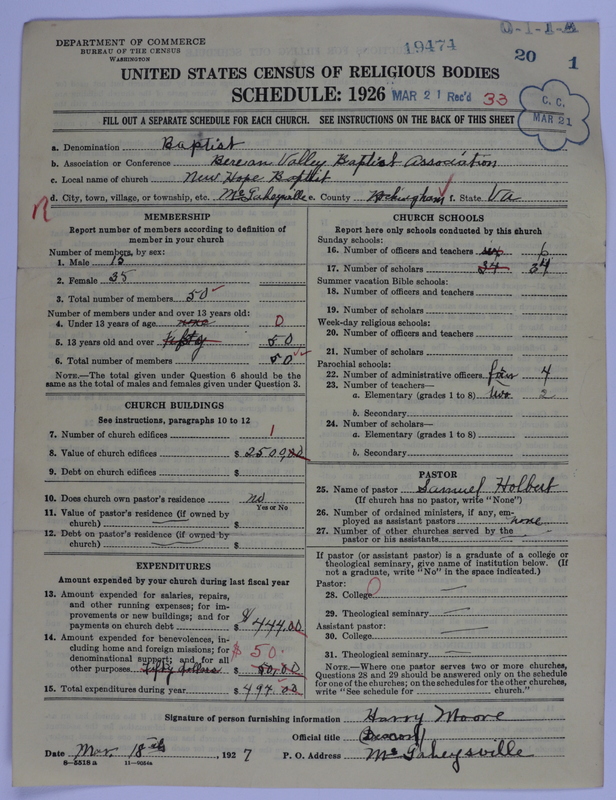 DEPARTMENT OF COMMERCE
BUREAU OF THE CENSUS
WASHINGTON
19474
20 1
UNITED STATES CENSUS OF RELIGIOUS BODIES
SCHEDULE: 1926 MAR 21 Rec'd 33
C. C.
MAR 21
FILL OUT A SEPARATE SCHEDULE FOR EACH CHURCH. SEE INSTRUCTIONS ON THE BACK OF THIS SHEET
a. Denomination Baptist
b. Association or Conference Berean Valley Baptist Association
c. Local name of church New Hope Baptist
d. City, town, village, or township, etc. McGaheysville e. County Rockingham f. State Va
MEMBERSHIP
Report number of members according to definition of
member in your church
Number of members, by sex:
1. Male 15
2. Female 35
3. Total number of members 50
Number of members under and over 13 years old:
4. Under 13 years of age none 0
5. 13 years old and over fifty 50
6. Total number of members 50
NOTE.—The total given under Question 6 should be the
same as the total of males and females given under Question 3.
CHURCH BUILDINGS
See instructions, paragraphs 10 to 12
7. Number of church edifices 1
8. Value of church edifices $ 2500.00
9. Debt on church edifices $
10. Does church own pastor's residence no
Yes or No
11. Value of pastor's residence (if owned by
church) $
12. Debt on pastor's residence (if owned by
church) $
EXPENDITURES
Amount expended by your church during last fiscal year
13. Amount expended for salaries, repairs,
and other running expenses; for im-
provements or new buildings; and for
payments on church debt $ $444.00
14. Amount expended for benevolences, in-
cluding home and foreign missions; for
denominational support; and for all
other purposes fifty dollars $ 50.00
$ 50.
15. Total expenditures during year $ 494.00
CHURCH SCHOOLS
Report here only schools conducted by this church
Sunday schools:
16. Number of officers and teachers six 6
17. Number of scholars 34 34
Summer vacation Bible schools:
18. Number of officers and teachers
19. Number of scholars
Week-day religious schools:
20. Number of officers and teachers
21. Number of scholars
Parochial schools:
22. Number of administrative officers four 4
23. Number of teachers—
a. Elementary (grades 1 to 8) two 2
b. Secondary
24. Number of scholars—
a. Elementary (grades 1 to 8)
b. Secondary
PASTOR
25. Name of pastor Samuel Holbert
(If church has no pastor, write "None")
26. Number of ordained ministers, if any, em-
ployed as assistant pastors none
27. Number of other churches served by the
pastor or his assistants
If pastor (or assistant pastor) is a graduate of a college or
theological seminary, give name of institution below. (If
not a graduate, write "No" in the space indicated.)
Pastor:
28. College 0
29. Theological seminary
Assistant pastor:
30. College
31. Theological seminary
NOTE.—Where one pastor serves two or more churches,
Questions 28 and 29 should be answered only on the schedule
for one of the churches; on the schedules for the other churches,
write "See schedule for church."
Signature of person furnishing information Harry Moore
Official title (Deacon)
Date Mar. 18th, 1927 P. O. Address McGaheysville
8—5518 a 11—9054a